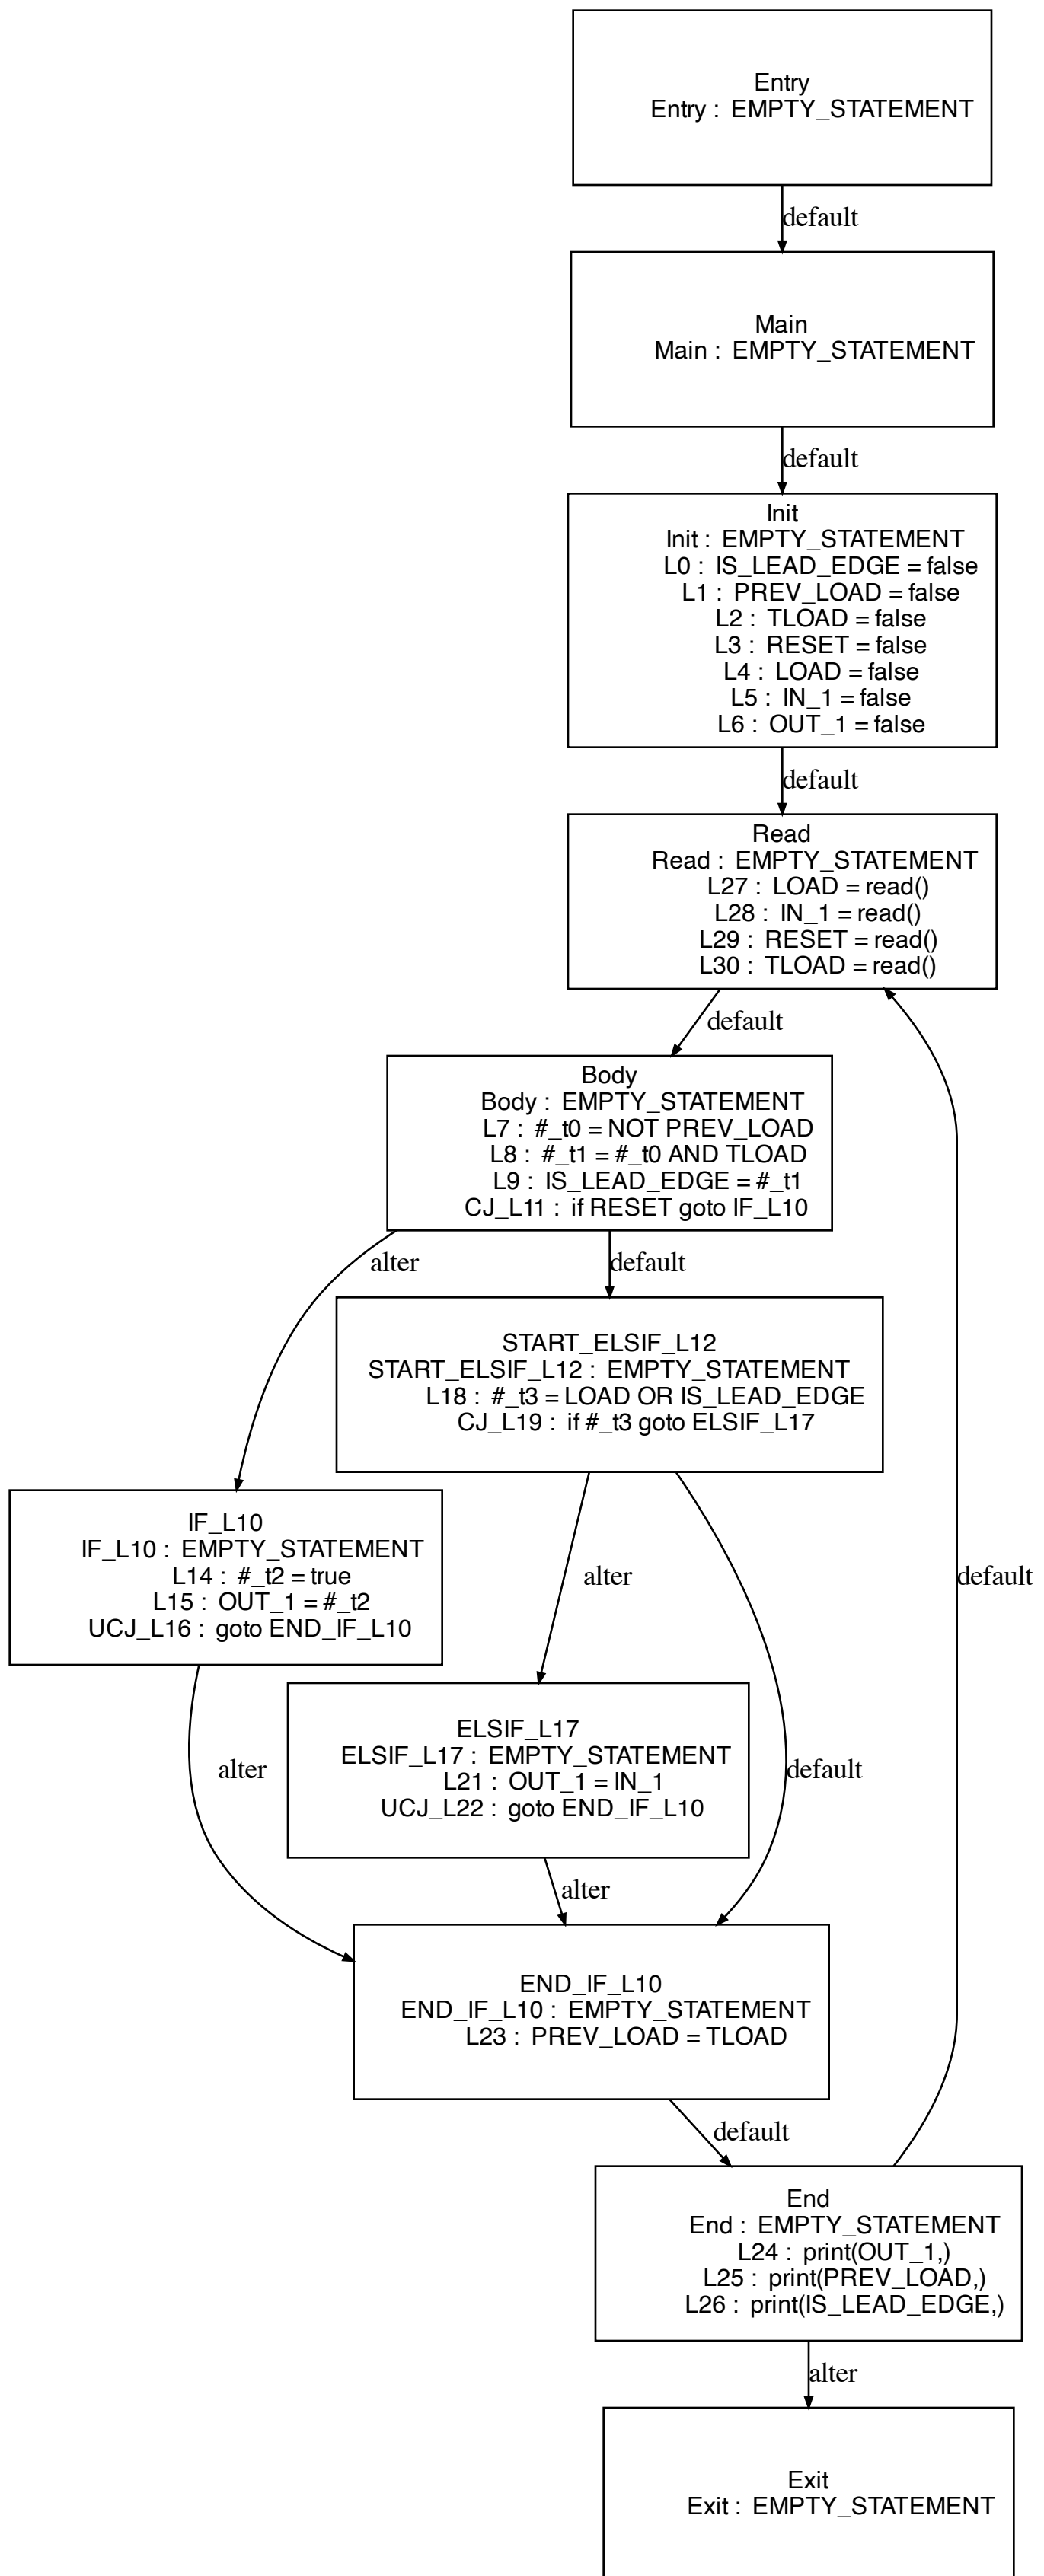 Entry
Entry : EMPTY_STATEMENT
default
Main
Main : EMPTY_STATEMENT
default
Init
Init : EMPTY_STATEMENT
L0 : IS_LEAD_EDGE = false
L1 : PREV_LOAD = false
L2 : TLOAD = false
L3 : RESET = false
L4 : LOAD = false
L5 : IN_1 = false
L6 : OUT_1 = false
default
Read
Read : EMPTY_STATEMENT
L27 : LOAD = read()
L28 : IN_1 = read()
L29 : RESET = read()
L30 : TLOAD = read()
default
Body
Body : EMPTY_STATEMENT
L7 : #_t0 = NOT PREV_LOAD
L8 : #_t1 = #_t0 AND TLOAD
L9 : IS_LEAD_EDGE = #_t1
CJ_L11 : if RESET goto IF_L10
alter
default
START_ELSIF_L12
START_ELSIF_L12 : EMPTY_STATEMENT
L18 : #_t3 = LOAD OR IS_LEAD_EDGE
CJ_L19 : if #_t3 goto ELSIF_L17
IF_L10
IF_L10 : EMPTY_STATEMENT
L14 : #_t2 = true
L15 : OUT_1 = #_t2
UCJ_L16 : goto END_IF_L10
alter
default
ELSIF_L17
ELSIF_L17 : EMPTY_STATEMENT
L21 : OUT_1 = IN_1
UCJ_L22 : goto END_IF_L10
alter
default
alter
END_IF_L10
END_IF_L10 : EMPTY_STATEMENT
L23 : PREV_LOAD = TLOAD
default
End
End : EMPTY_STATEMENT
L24 : print(OUT_1,)
L25 : print(PREV_LOAD,)
L26 : print(IS_LEAD_EDGE,)
alter
Exit
Exit : EMPTY_STATEMENT